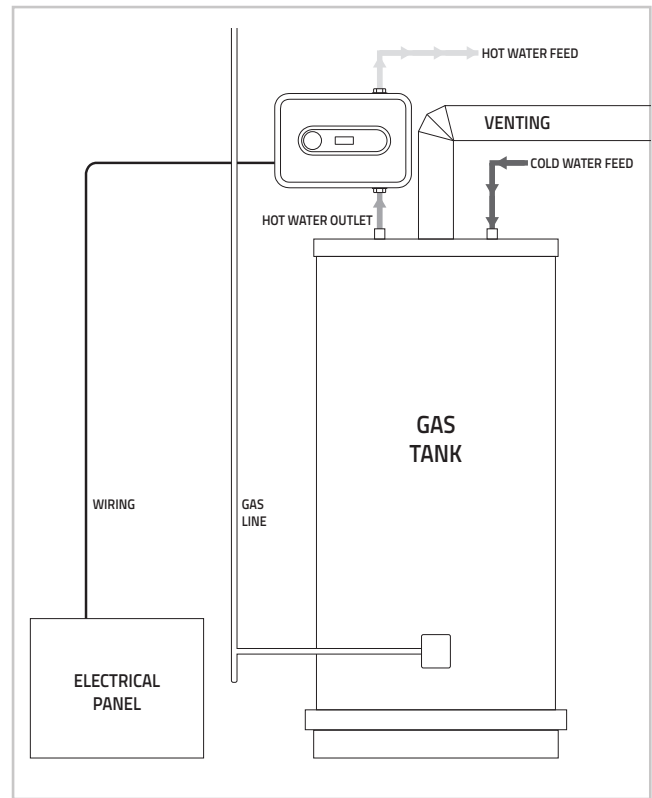 HOT WATER FEED
VENTING
COLD WATER FEED
HOT WATER OUTLET
GAS
TANK
WIRING
GAS
LINE
ELECTRICAL
PANEL